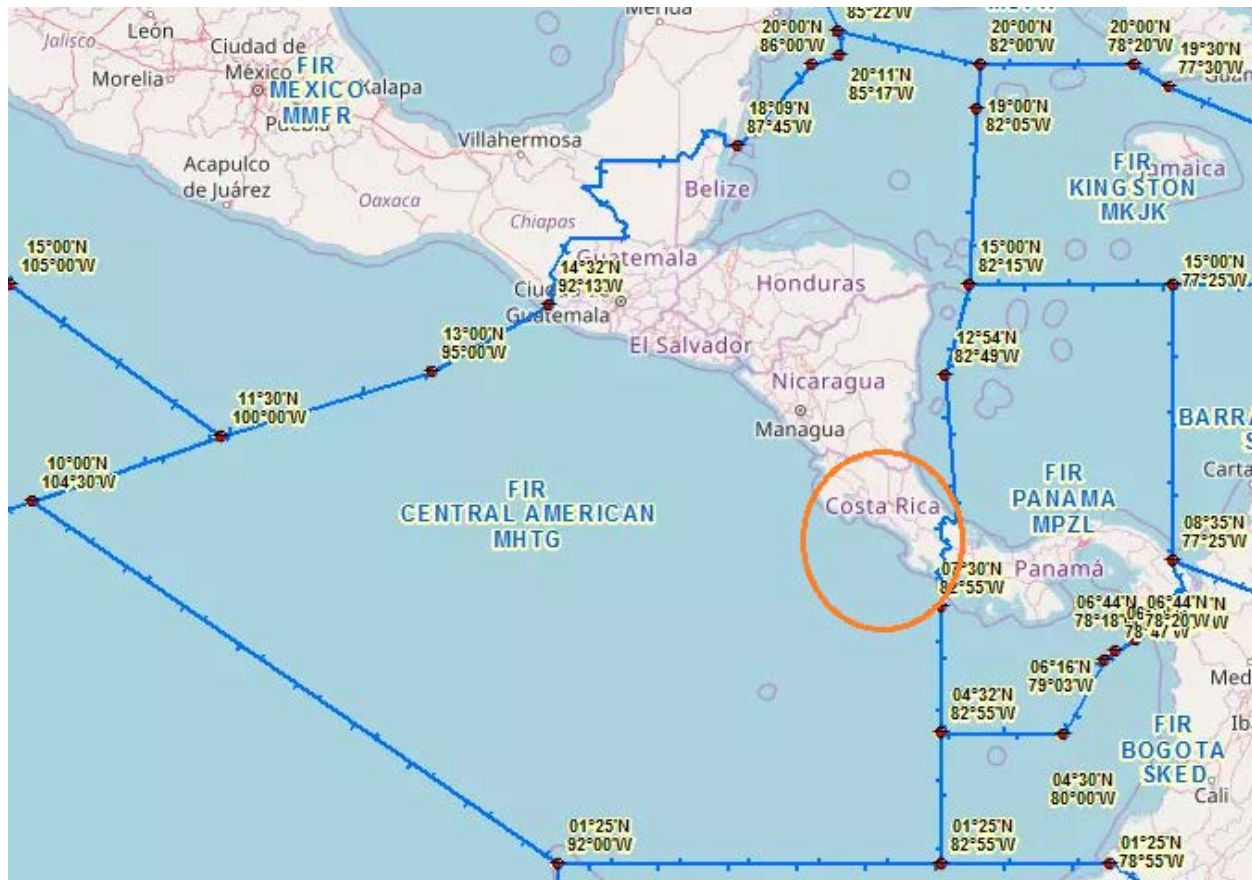 León
Jalisco
Ciudad de
México
Morelia
FIR
MEXICO
MMFR
Xalapa
Puebla
Acapulco
de Juárez
Villahermosa
Oaxaca
Chiapas
Mérida
85°22'W
20°00'N
86°00'W
20°11'N
85°17'W
18°09'N
87°45'W
20°00'N
82°00'W
20°00'N
78°20'W
19°30'N
77°30'W
19°00'N
82°05'W
FIR
KINGSTON
MKJK
Jamaica
Belize
15°00'N
105°00'W
14°32'N
92°13'W
Guatemala
Guatemala
Honduras
15°00'N
82°15'W
15°00'N
77°25'W
13°00'N
95°00'W
El Salvador
12°54'N
82°49'W
Nicaragua
Managua
11°30'N
100°00'W
10°00'N
104°30'W
FIR
CENTRAL AMERICAN
MHTG
Costa Rica
FIR
PANAMA
MPZL
BARRA
Carta
08°35'N
77°25'W
Panamá
07°30'N
82°55'W
06°44'N
78°18'W
06°44'N
78°20'W
78°47'W
06°16'N
79°03'W
Med
04°32'N
82°55'W
FIR
BOGOTA
SKED
Cali
04°30'N
80°00'W
01°25'N
92°00'W
01°25'N
82°55'W
01°25'N
78°55'W